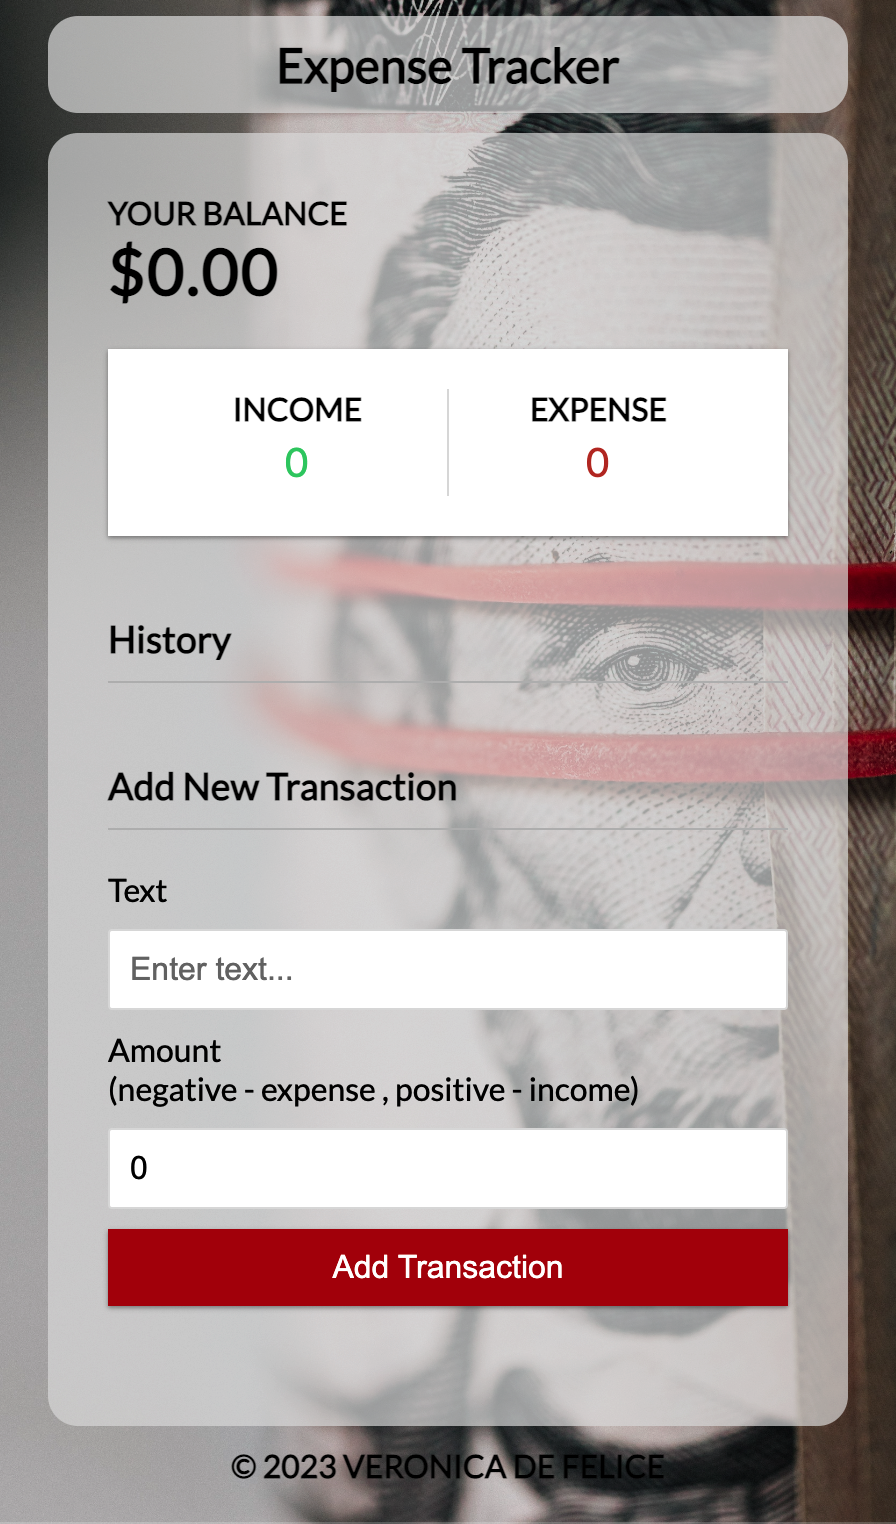 Expense Tracker
YOUR BALANCE
$0.00
INCOME
0
EXPENSE
0
History
Add New Transaction
Text
Enter text...
Amount
(negative - expense , positive - income)
0
Add Transaction
© 2023 VERONICA DE FELICE